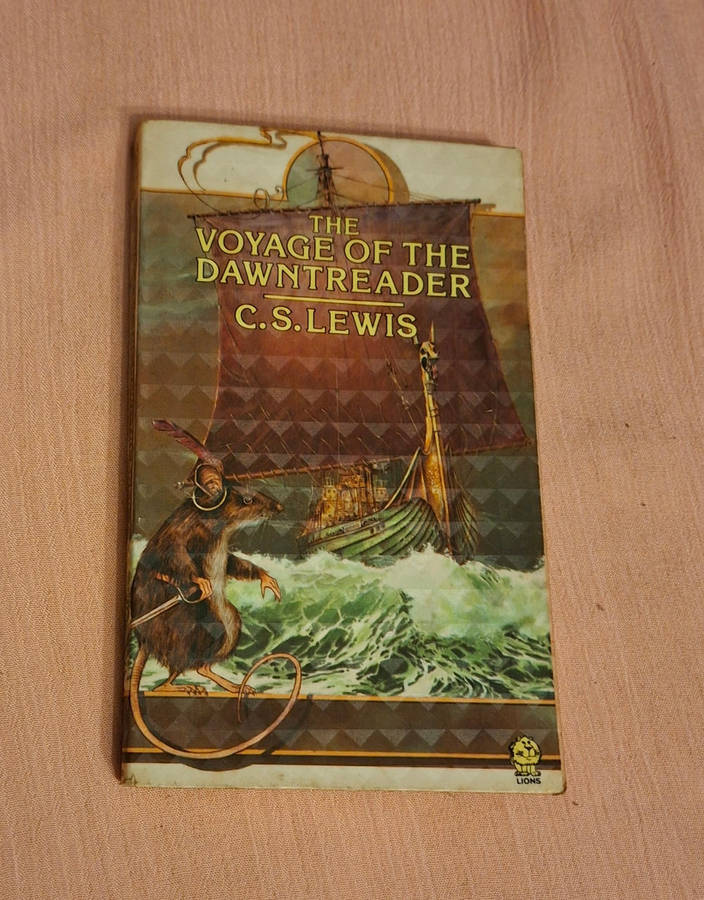 THE
VOYAGE OF THE
DAWNTREADER
C.S.LEWIS
LIONS